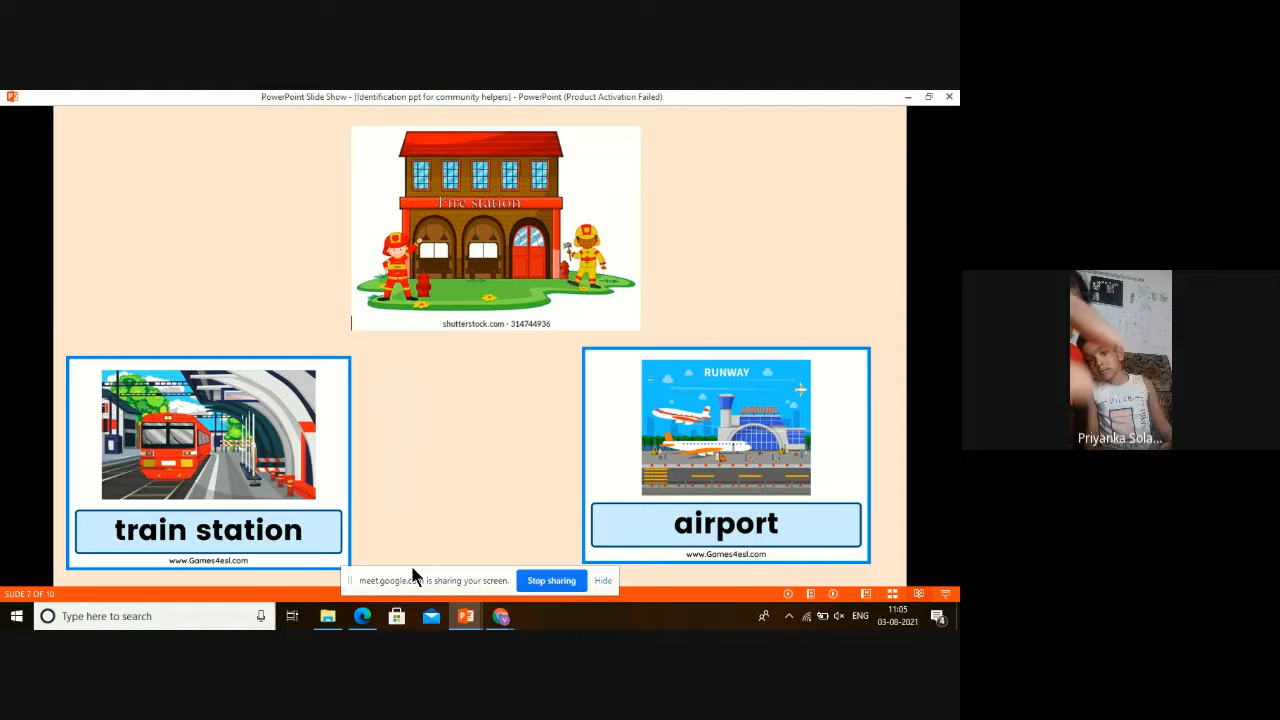 PowerPoint Slide Show - [Identification ppt for community helpers] - PowerPoint (Product Activation Failed)
Fire station
shutterstock.com · 314744936
RUNWAY
AIRPORT
train station
airport
www.Games4esl.com
www.Games4esl.com
meet.google.com is sharing your screen.
Stop sharing
Hide
SLIDE 7 OF 10
Type here to search
ENG
11:05
03-08-2021
4
Priyanka Sola...